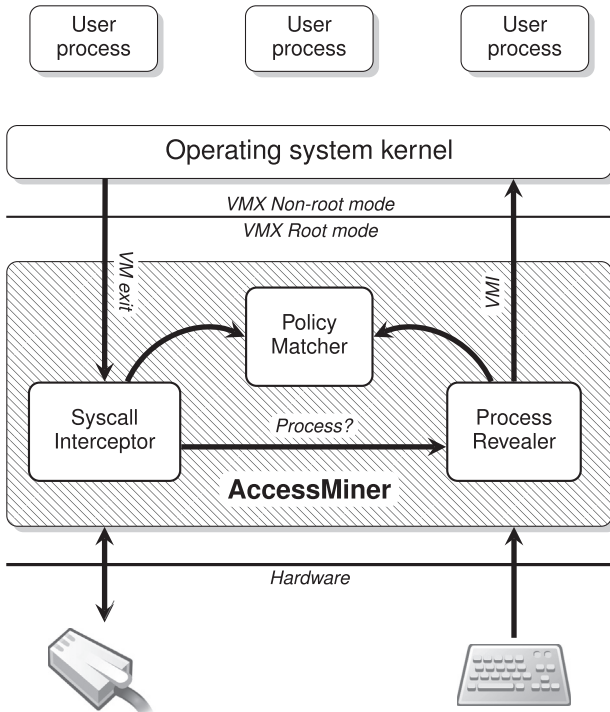 User
process
User
process
User
process
Operating system kernel
VMX Non-root mode
VMX Root mode
VM exit
VMI
Policy
Matcher
Syscall
Interceptor
Process?
Process
Revealer
AccessMiner
Hardware